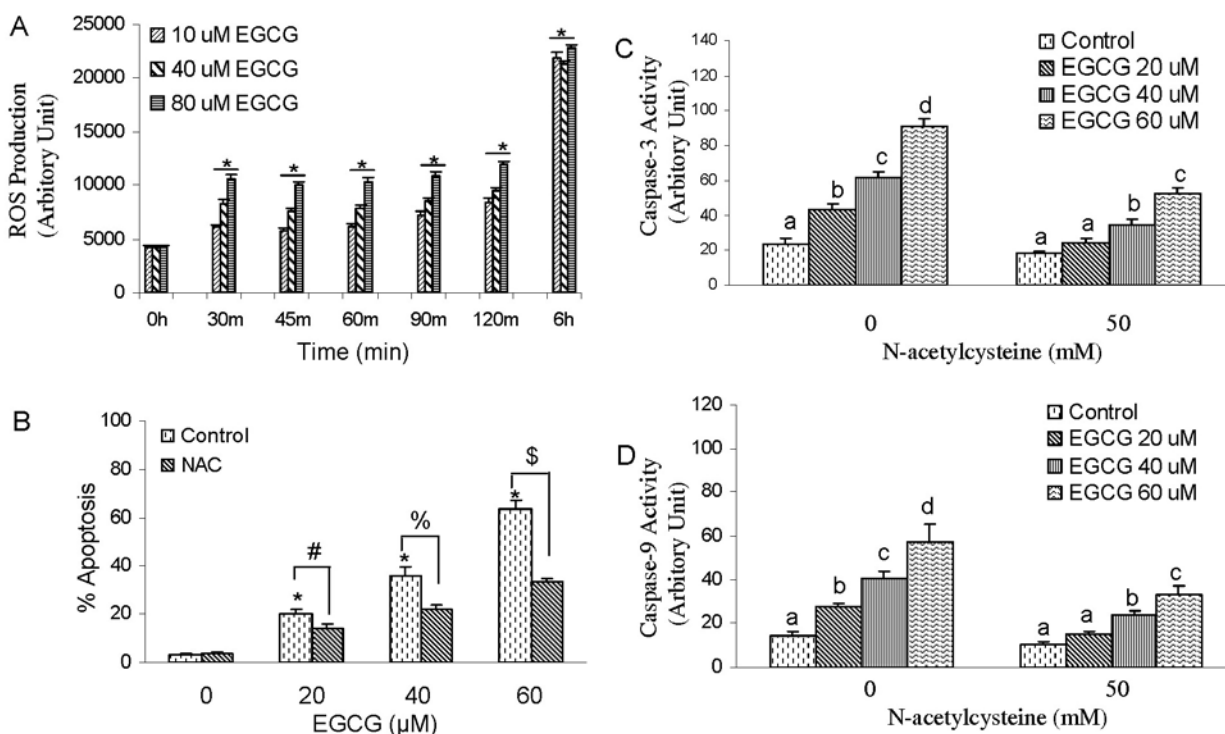 A
ROS Production
(Arbitory Unit)
25000
20000
15000
10000
5000
0
10 uM EGCG
40 uM EGCG
80 uM EGCG
* * * * * *
0h 30m 45m 60m 90m 120m 6h
Time (min)
B
% Apoptosis
100
80
60
40
20
0
Control
NAC
# % $
* * *
0 20 40 60
EGCG (µM)
C
Caspase-3 Activity
(Arbitory Unit)
140
120
100
80
60
40
20
0
Control
EGCG 20 uM
EGCG 40 uM
EGCG 60 uM
a b c d a a b c
0 50
N-acetylcysteine (mM)
D
Caspase-9 Activity
(Arbitory Unit)
120
100
80
60
40
20
0
Control
EGCG 20 uM
EGCG 40 uM
EGCG 60 uM
a b c d a a b c
0 50
N-acetylcysteine (mM)